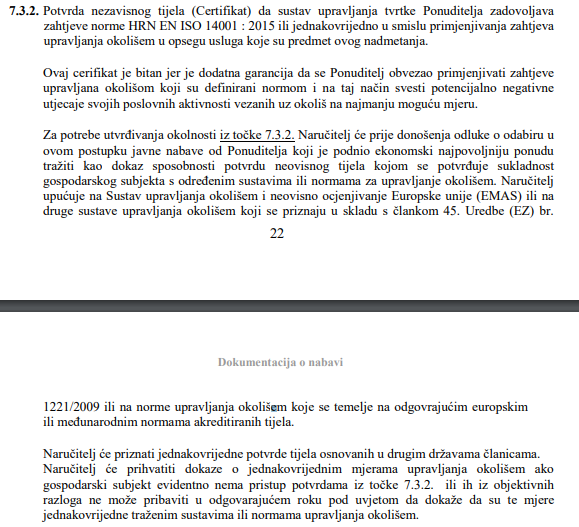 7.3.2. Potvrda nezavisnog tijela (Certifikat) da sustav upravljanja tvrtke Ponuditelja zadovoljava
zahtjeve norme HRN EN ISO 14001 : 2015 ili jednakovrijedno u smislu primjenjivanja zahtjeva
upravljanja okolišem u opsegu usluga koje su predmet ovog nadmetanja.
Ovaj cerifikat je bitan jer je dodatna garancija da se Ponuditelj obvezao primjenjivati zahtjeve
upravljana okolišom koji su definirani normom i na taj način svesti potencijalno negativne
utjecaje svojih poslovnih aktivnosti vezanih uz okoliš na najmanju moguću mjeru.
Za potrebe utvrđivanja okolnosti iz točke 7.3.2. Naručitelj će prije donošenja odluke o odabiru u
ovom postupku javne nabave od Ponuditelja koji je podnio ekonomski najpovoljniju ponudu
tražiti kao dokaz sposobnosti potvrdu neovisnog tijela kojom se potvrđuje sukladnost
gospodarskog subjekta s određenim sustavima ili normama za upravljanje okolišem. Naručitelj
upućuje na Sustav upravljanja okolišem i neovisno ocjenjivanje Europske unije (EMAS) ili na
druge sustave upravljanja okolišem koji se priznaju u skladu s člankom 45. Uredbe (EZ) br.
22
Dokumentacija o nabavi
1221/2009 ili na norme upravljanja okolišem koje se temelje na odgovrajućim europskim
ili međunarodnim normama akreditiranih tijela.
Naručitelj će priznati jednakovrijedne potvrde tijela osnovanih u drugim državama članicama.
Naručitelj će prihvatiti dokaze o jednakovrijednim mjerama upravljanja okolišem ako
gospodarski subjekt evidentno nema pristup potvrdama iz točke 7.3.2. ili ih iz objektivnih
razloga ne može pribaviti u odgovarajućem roku pod uvjetom da dokaže da su te mjere
jednakovrijedne traženim sustavima ili normama upravljanja okolišem.